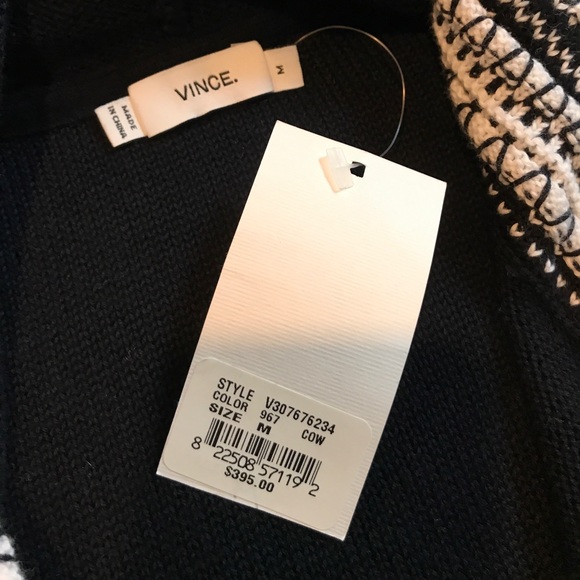 VINCE.
M
MADE
IN CHINA
STYLE V307676234
COLOR 967 COW
SIZE M
8 22508 57119 2
$395.00